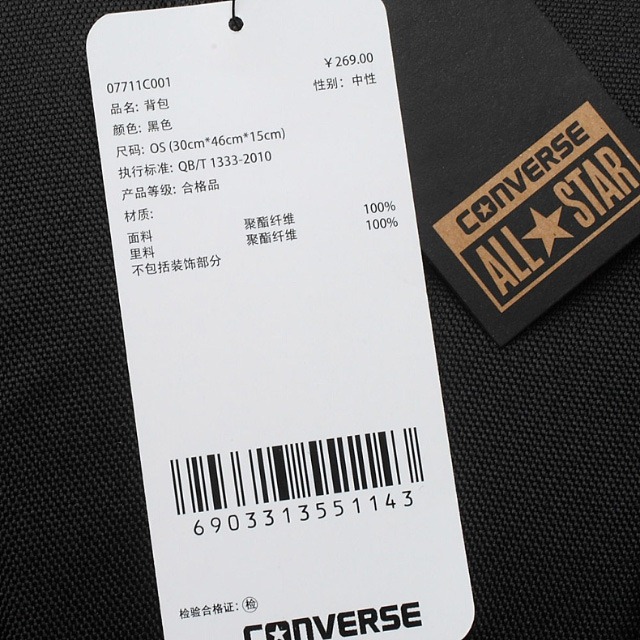 07711C001 ￥269.00
品名: 背包 性别: 中性
颜色: 黑色
尺码: OS (30cm*46cm*15cm)
执行标准: QB/T 1333-2010
产品等级: 合格品
材质:
面料 聚酯纤维 100%
里料 聚酯纤维 100%
不包括装饰部分
6903313551143
检验合格证: 检
CONVERSE
CONVERSE
ALL STAR